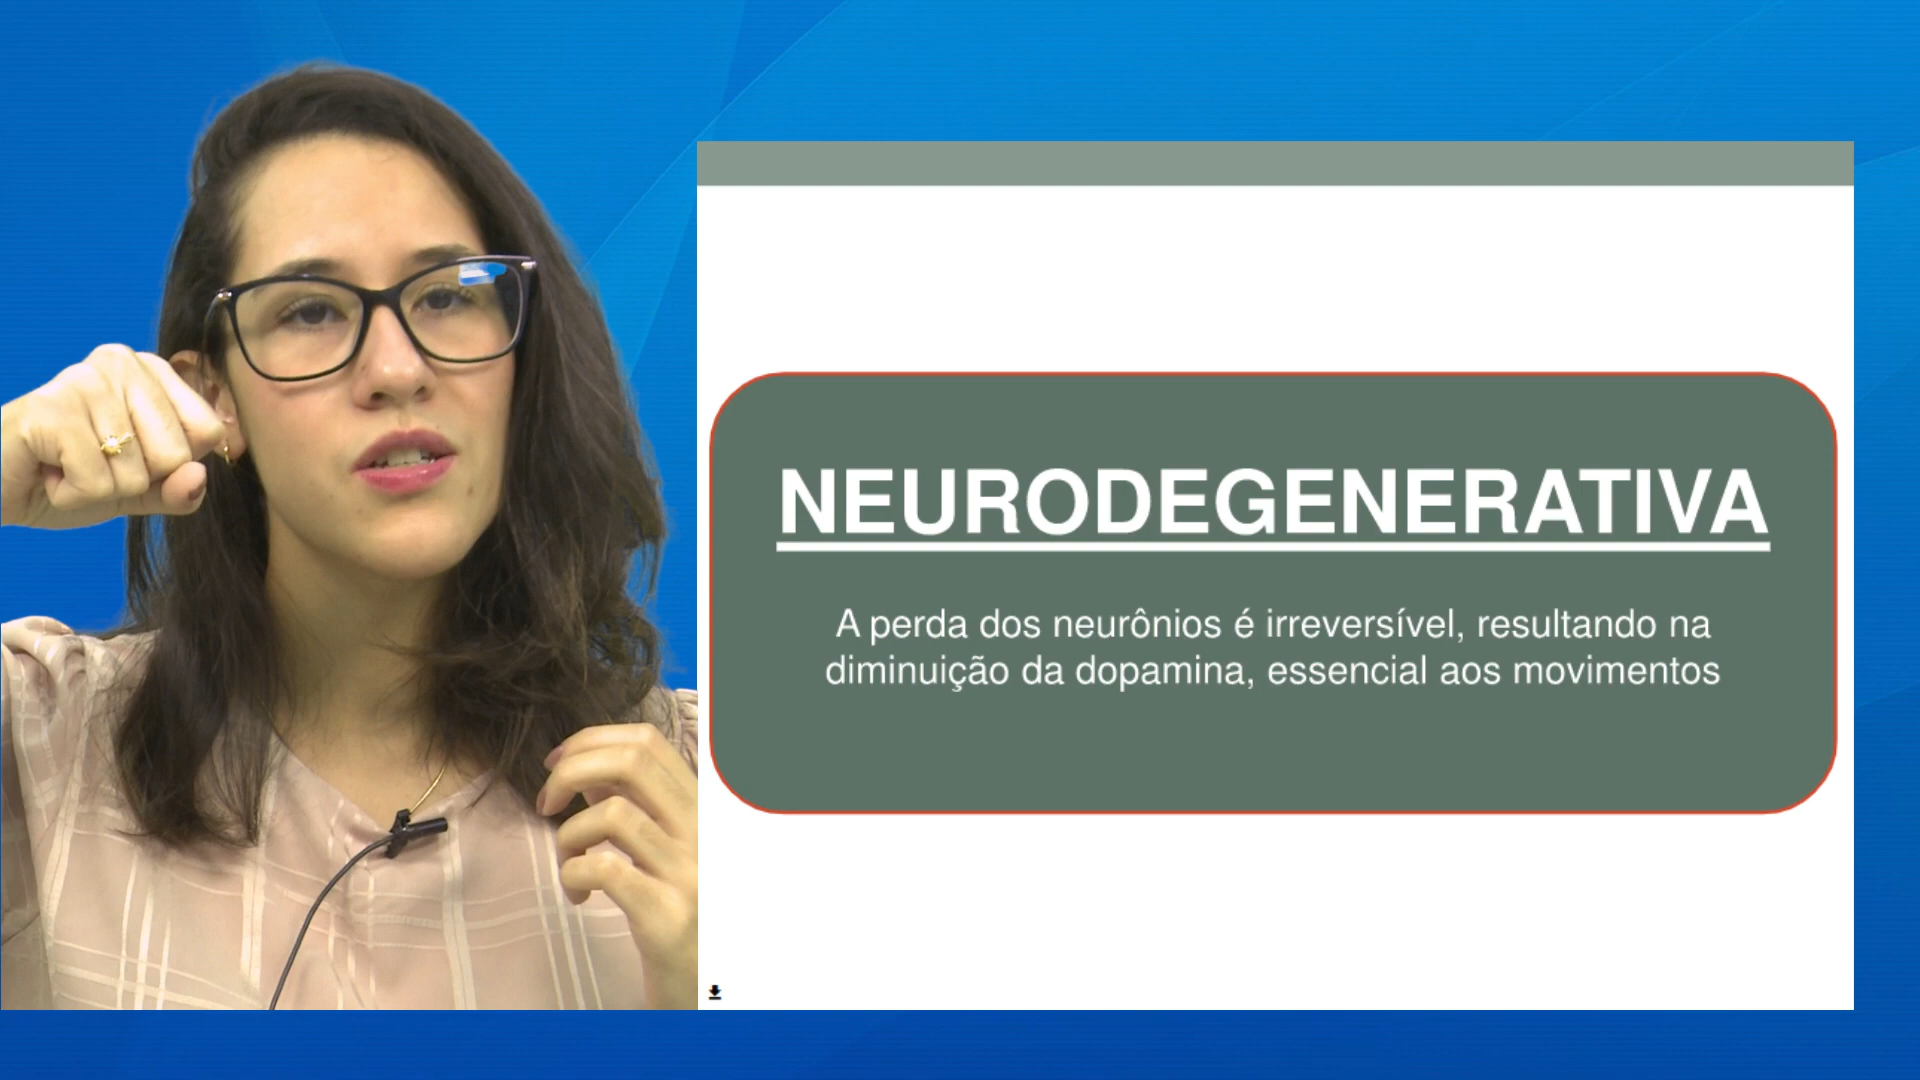 NEURODEGENERATIVA
A perda dos neurônios é irreversível, resultando na
diminuição da dopamina, essencial aos movimentos